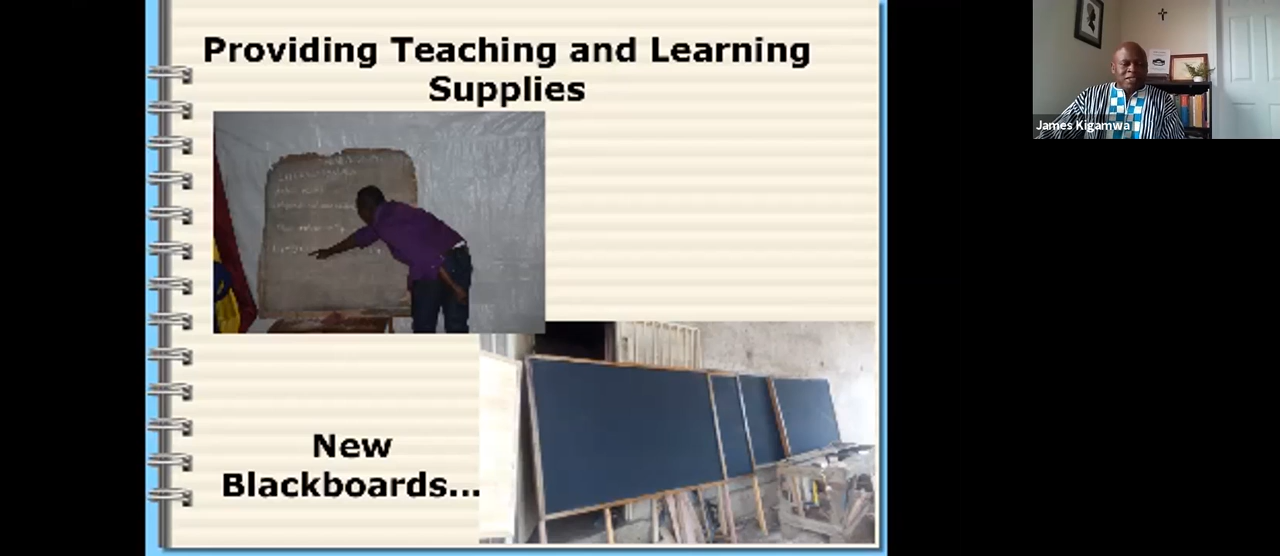 Providing Teaching and Learning
Supplies
James Kigamwa
New
Blackboards...